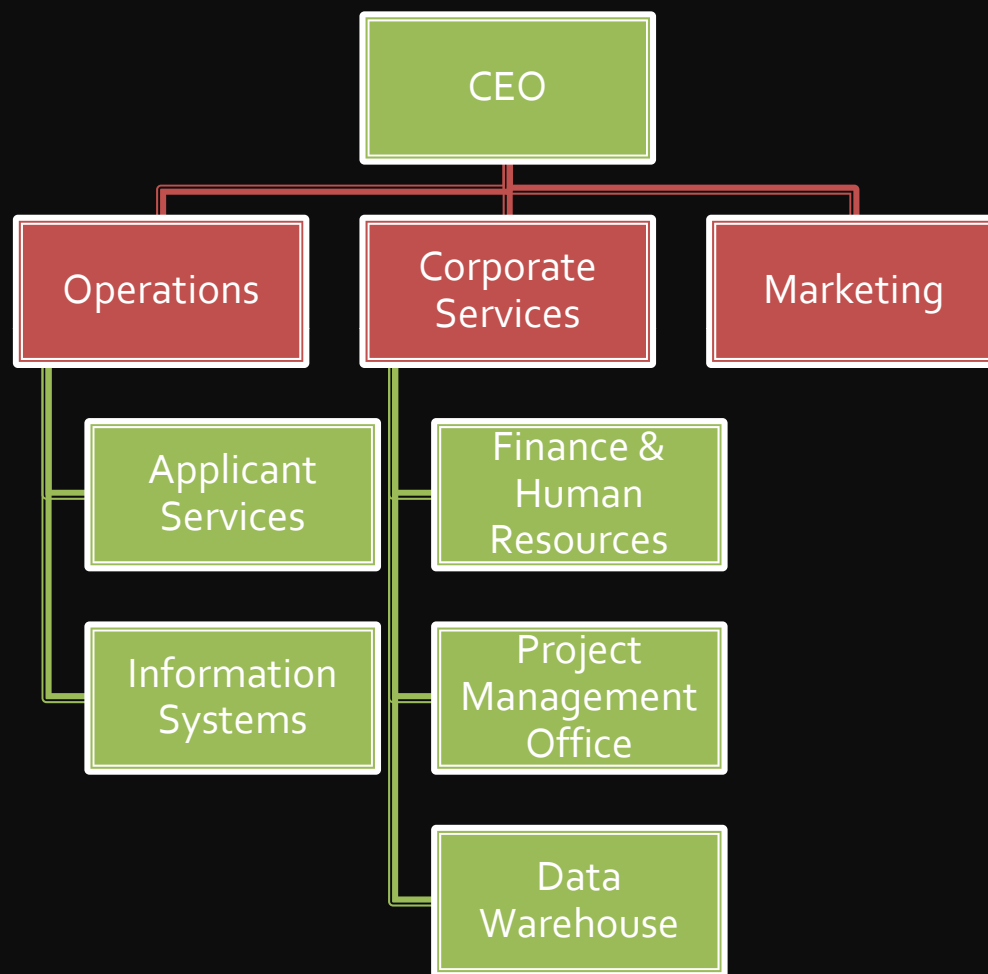 CEO
Operations
Corporate
Services
Marketing
Applicant
Services
Finance &
Human
Resources
Information
Systems
Project
Management
Office
Data
Warehouse